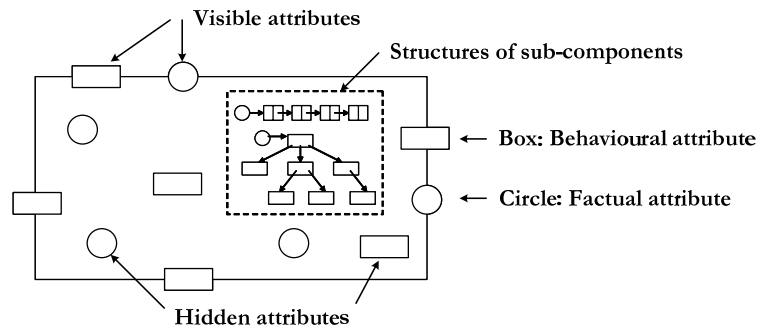 Visible attributes
Structures of sub-components
Box: Behavioural attribute
Circle: Factual attribute
Hidden attributes